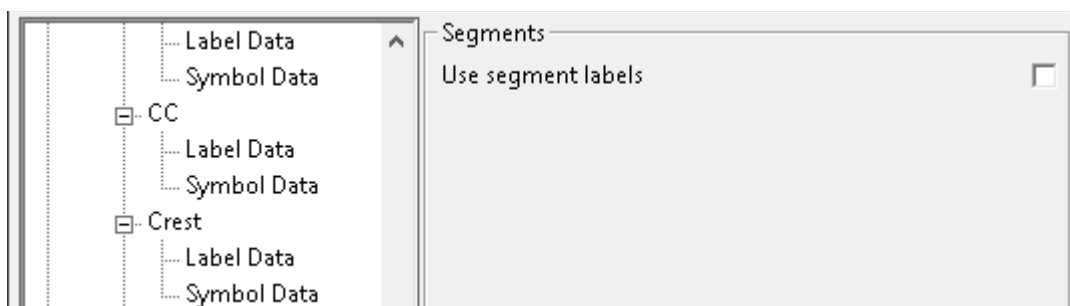 Label Data
Symbol Data
CC
Label Data
Symbol Data
Crest
Label Data
Symbol Data
Segments
Use segment labels